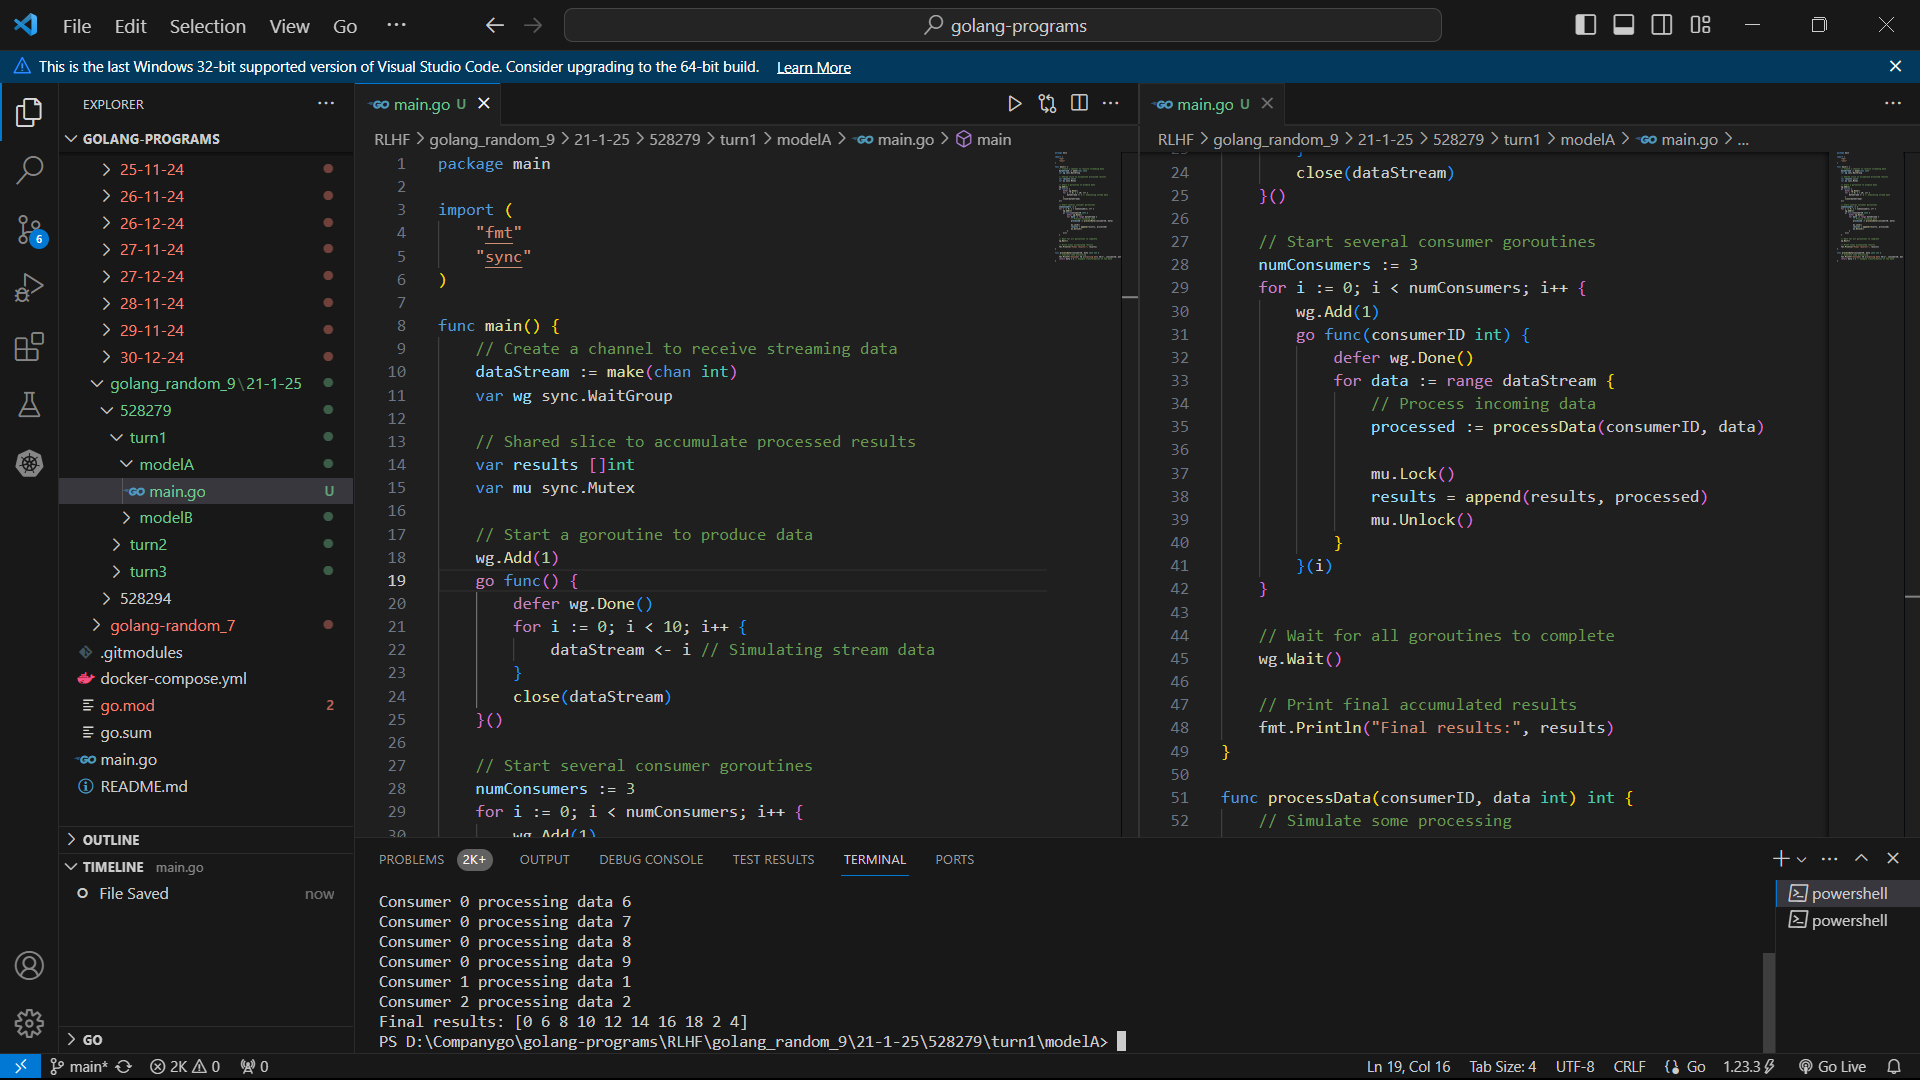 File Edit Selection View Go ···
golang-programs
This is the last Windows 32-bit supported version of Visual Studio Code. Consider upgrading to the 64-bit build. Learn More
EXPLORER
GOLANG-PROGRAMS
25-11-24
26-11-24
26-12-24
27-11-24
27-12-24
28-11-24
29-11-24
30-12-24
golang_random_9\21-1-25
528279
turn1
modelA
main.go U
modelB
turn2
turn3
528294
golang-random_7
.gitmodules
docker-compose.yml
go.mod 2
go.sum
main.go
README.md
OUTLINE
TIMELINE main.go
File Saved now
GO
6
main.go U
RLHF > golang_random_9 > 21-1-25 > 528279 > turn1 > modelA > main.go > main
1 package main
2
3 import (
4 "fmt"
5 "sync"
6 )
7
8 func main() {
9 // Create a channel to receive streaming data
10 dataStream := make(chan int)
11 var wg sync.WaitGroup
12
13 // Shared slice to accumulate processed results
14 var results []int
15 var mu sync.Mutex
16
17 // Start a goroutine to produce data
18 wg.Add(1)
19 go func() {
20 defer wg.Done()
21 for i := 0; i < 10; i++ {
22 dataStream <- i // Simulating stream data
23 }
24 close(dataStream)
25 }()
26
27 // Start several consumer goroutines
28 numConsumers := 3
29 for i := 0; i < numConsumers; i++ {
30 wg.Add(1)
main.go U
RLHF > golang_random_9 > 21-1-25 > 528279 > turn1 > modelA > main.go > ...
23 }
24 close(dataStream)
25 }()
26
27 // Start several consumer goroutines
28 numConsumers := 3
29 for i := 0; i < numConsumers; i++ {
30 wg.Add(1)
31 go func(consumerID int) {
32 defer wg.Done()
33 for data := range dataStream {
34 // Process incoming data
35 processed := processData(consumerID, data)
36
37 mu.Lock()
38 results = append(results, processed)
39 mu.Unlock()
40 }
41 }(i)
42 }
43
44 // Wait for all goroutines to complete
45 wg.Wait()
46
47 // Print final accumulated results
48 fmt.Println("Final results:", results)
49 }
50
51 func processData(consumerID, data int) int {
52 // Simulate some processing
PROBLEMS 2K+ OUTPUT DEBUG CONSOLE TEST RESULTS TERMINAL PORTS
Consumer 0 processing data 6
Consumer 0 processing data 7
Consumer 0 processing data 8
Consumer 0 processing data 9
Consumer 1 processing data 1
Consumer 2 processing data 2
Final results: [0 6 8 10 12 14 16 18 2 4]
PS D:\Companygo\golang-programs\RLHF\golang_random_9\21-1-25\528279\turn1\modelA>
powershell
powershell
main* 2K 0 0 Ln 19, Col 16 Tab Size: 4 UTF-8 CRLF Go 1.23.3 Go Live